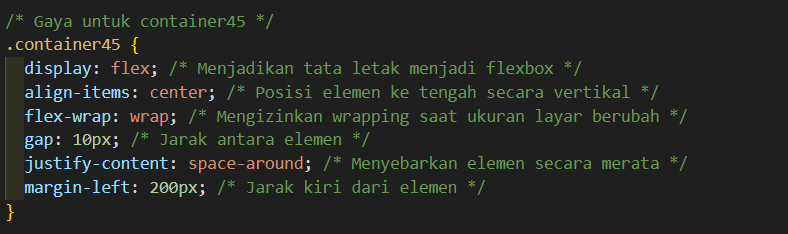 /* Gaya untuk container45 */
.container45 {
  display: flex; /* Menjadikan tata letak menjadi flexbox */
  align-items: center; /* Posisi elemen ke tengah secara vertikal */
  flex-wrap: wrap; /* Mengizinkan wrapping saat ukuran layar berubah */
  gap: 10px; /* Jarak antara elemen */
  justify-content: space-around; /* Menyebarkan elemen secara merata */
  margin-left: 200px; /* Jarak kiri dari elemen */
}